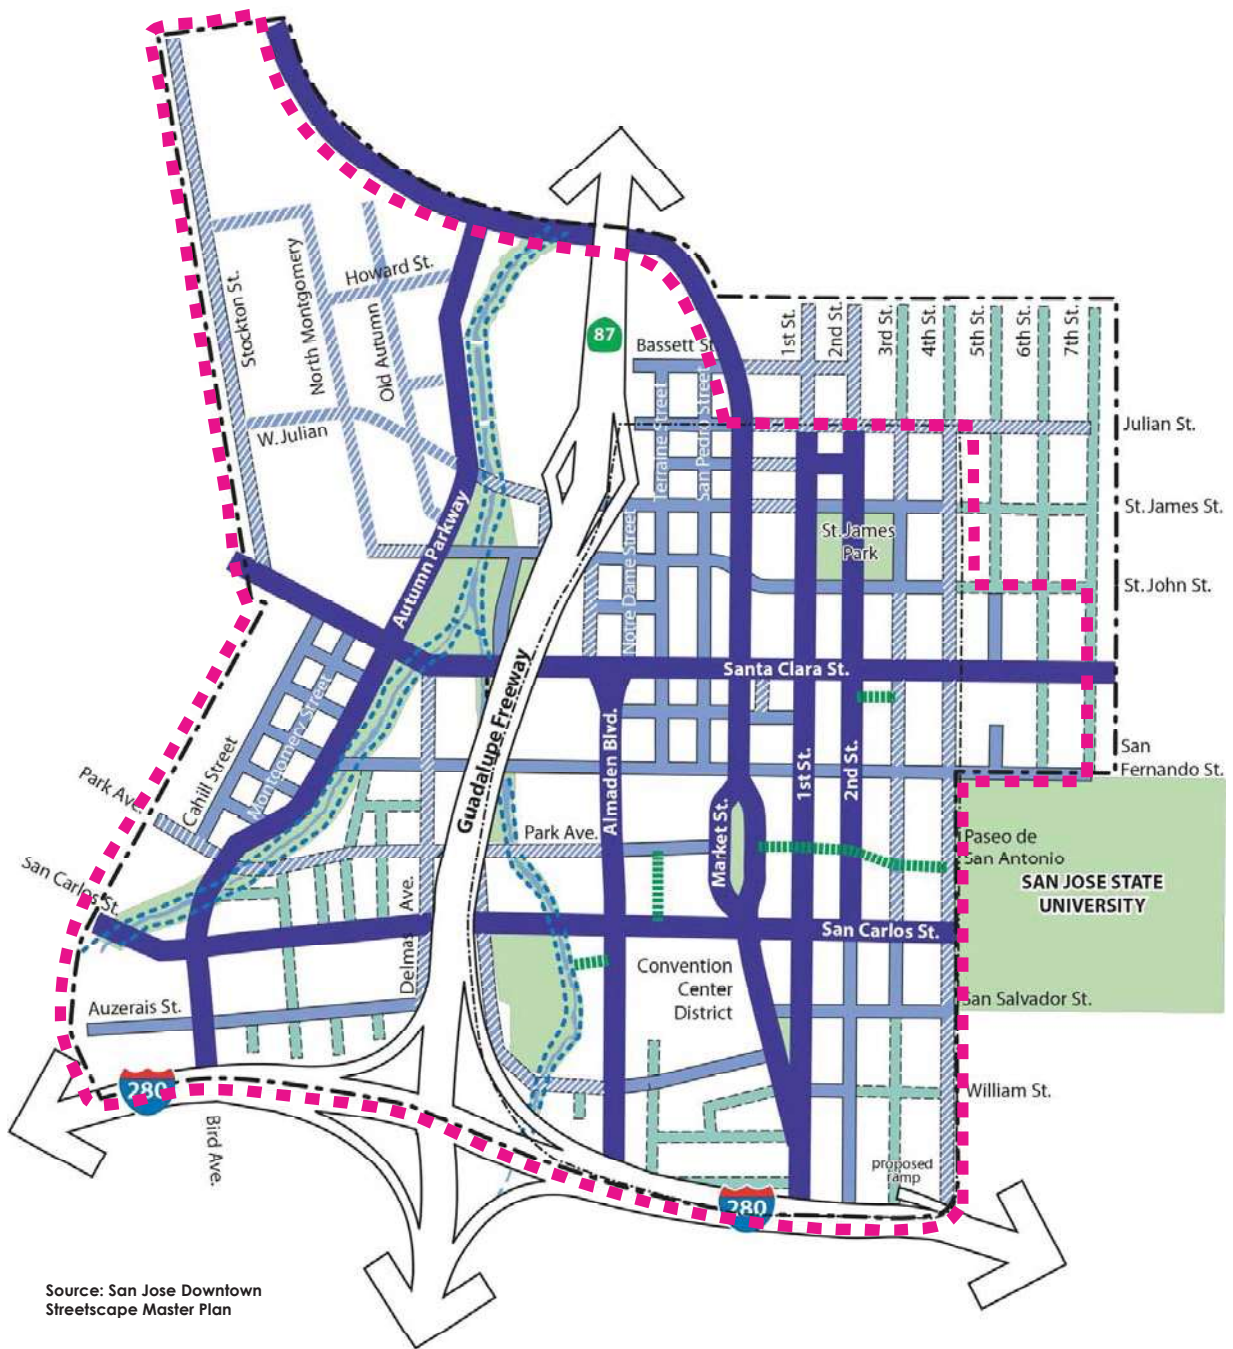 87
Bassett St.
1st St.
2nd St.
3rd St.
4th St.
5th St.
6th St.
7th St.
Stockton St.
North Montgomery
Howard St.
Old Autumn
W. Julian
Autumn Parkway
Terraine Street
San Pedro Street
Notre Dame Street
Julian St.
St. James St.
St. James
Park
St. John St.
Santa Clara St.
San
Fernando St.
Guadalupe Freeway
Almaden Blvd.
Market St.
1st St.
2nd St.
Cahill Street
Montgomery Street
Park Ave.
San Carlos St.
Park Ave.
Paseo de
San Antonio
SAN JOSE STATE
UNIVERSITY
San Carlos St.
Delmas Ave.
Convention
Center
District
San Salvador St.
Auzerais St.
280
Bird Ave.
William St.
proposed
ramp
280
Source: San Jose Downtown
Streetscape Master Plan